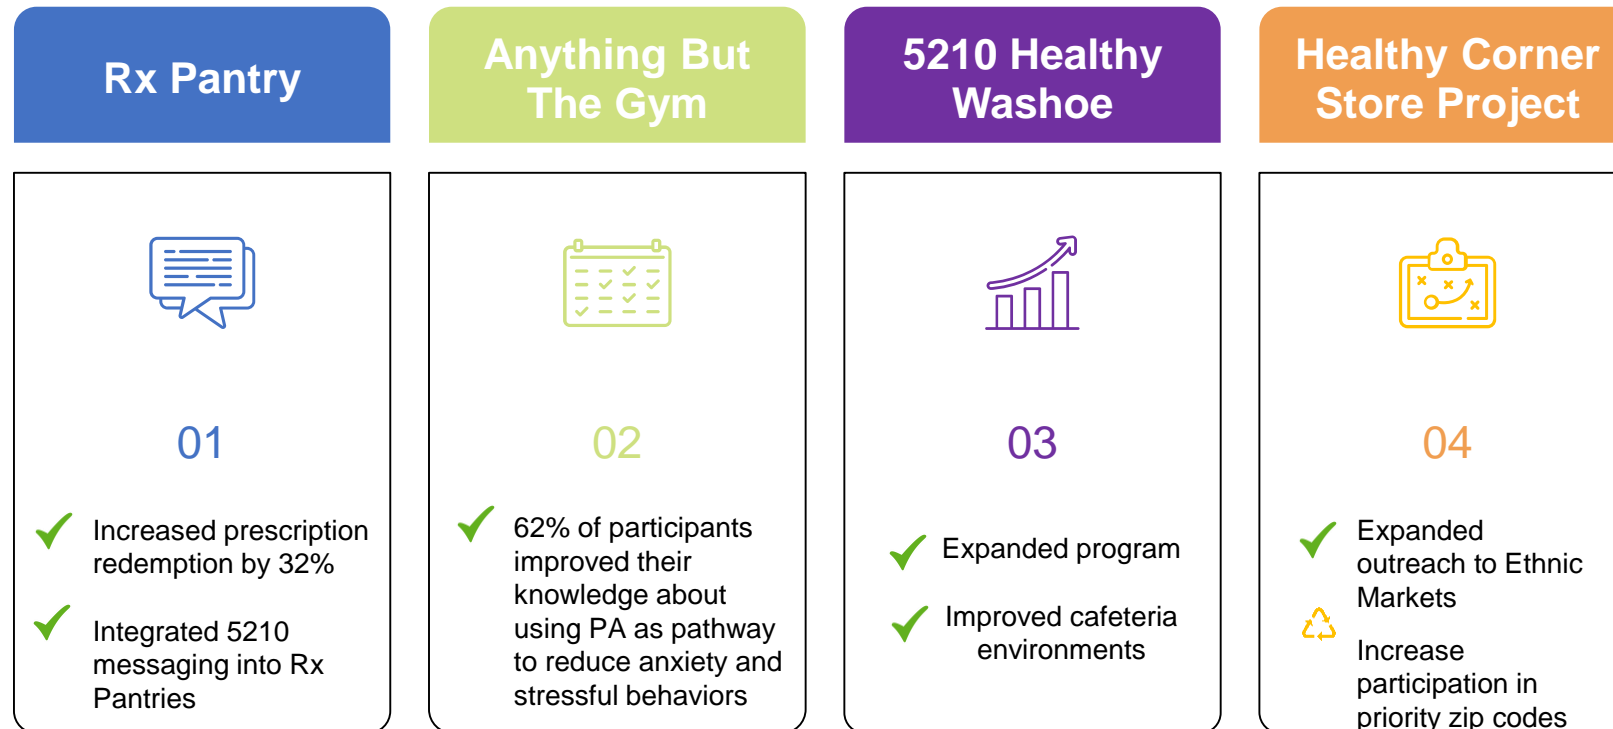 Rx Pantry
Anything But
The Gym
5210 Healthy
Washoe
Healthy Corner
Store Project
01
Increased prescription
redemption by 32%
Integrated 5210
messaging into Rx
Pantries
02
62% of participants
improved their
knowledge about
using PA as pathway
to reduce anxiety and
stressful behaviors
03
Expanded program
Improved cafeteria
environments
04
Expanded
outreach to Ethnic
Markets
Increase
participation in
priority zip codes